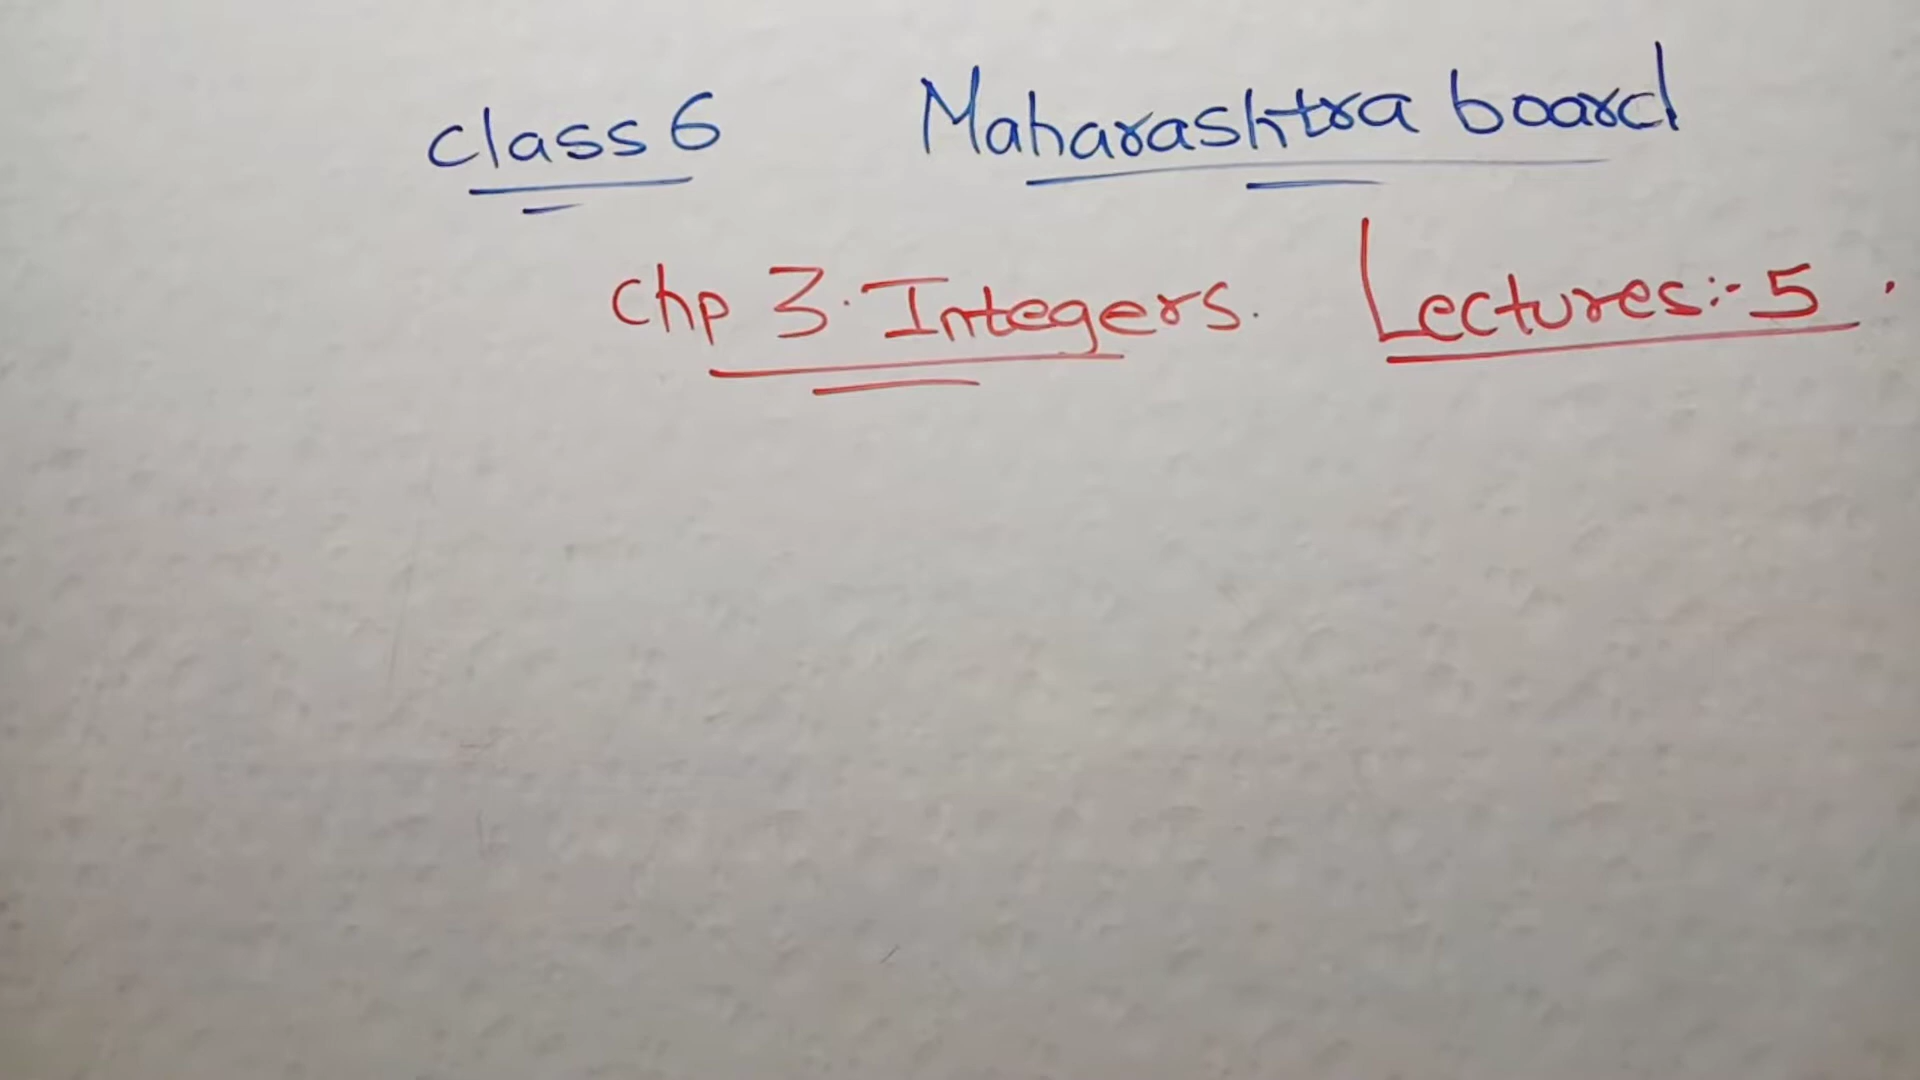 class 6 Maharashtra board
Chp 3. Integers. Lectures:- 5.